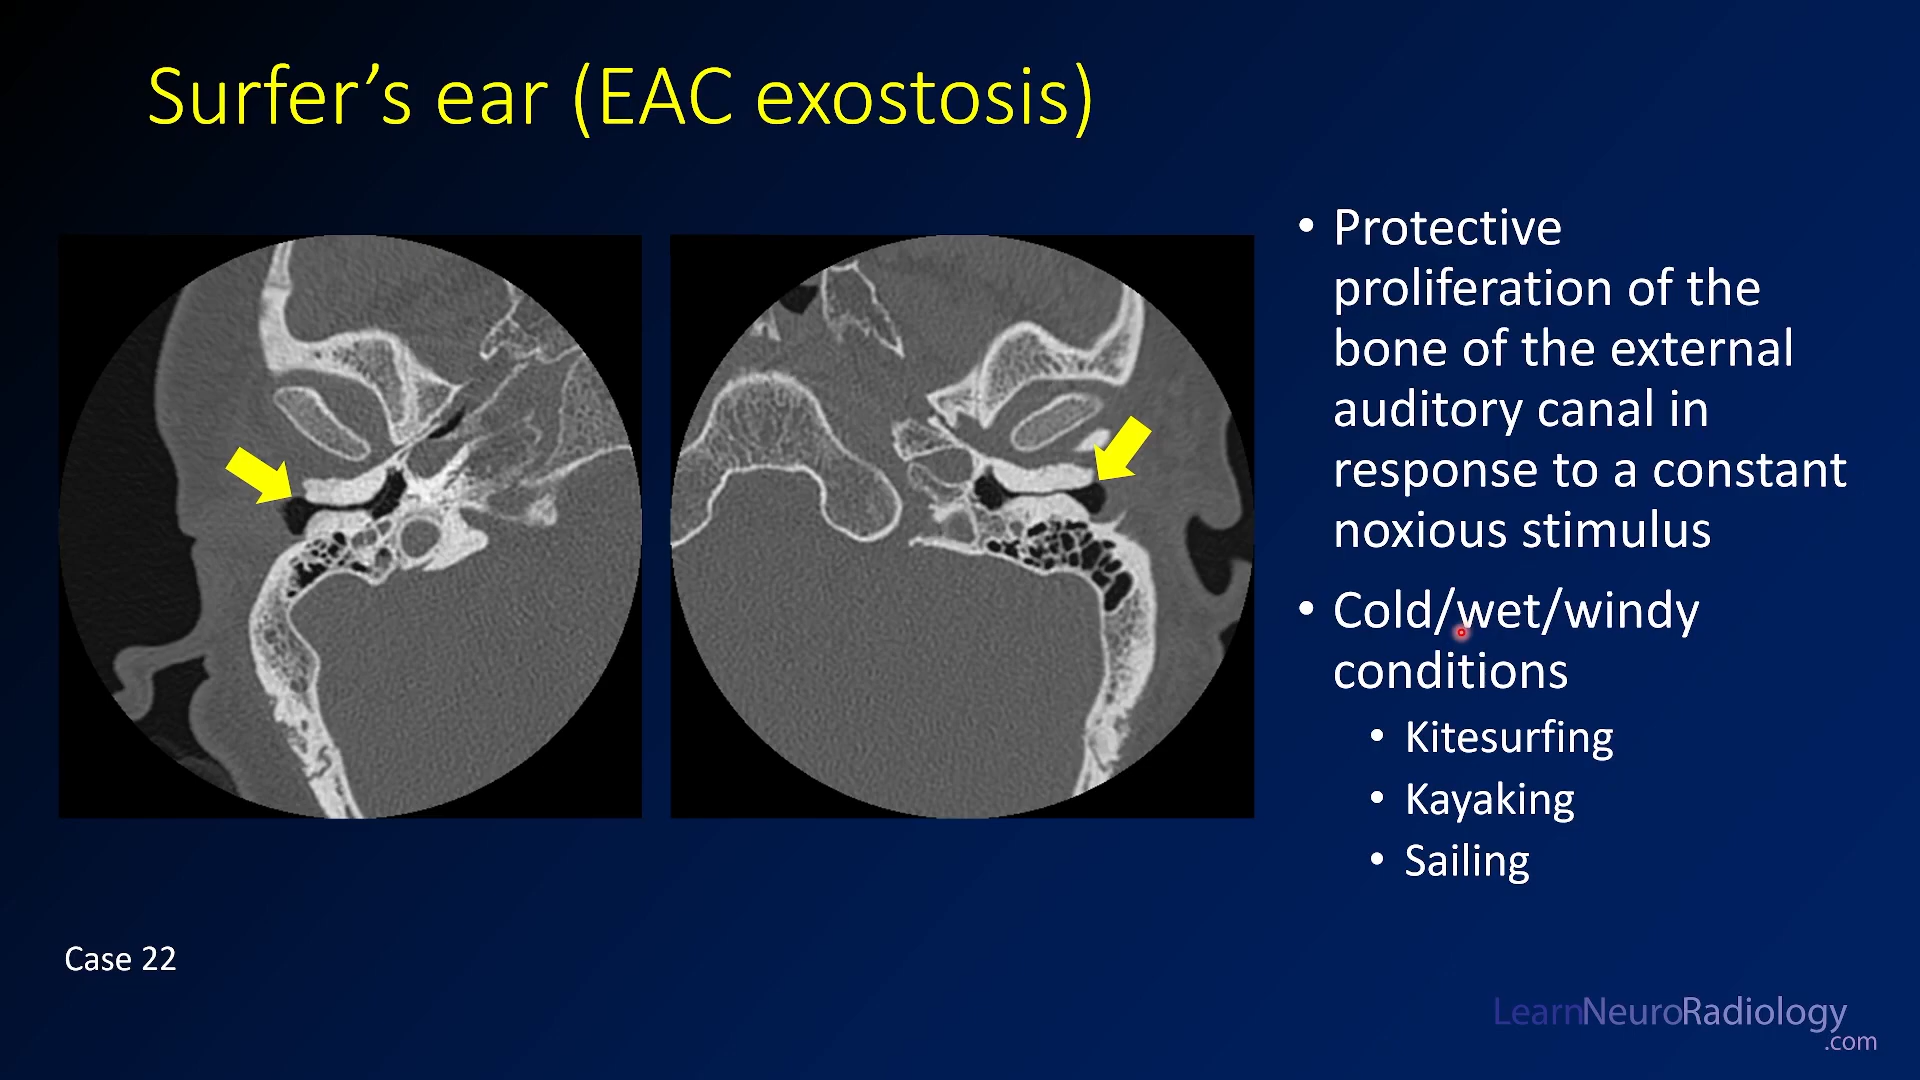 Surfer’s ear (EAC exostosis)
• Protective
proliferation of the
bone of the external
auditory canal in
response to a constant
noxious stimulus
• Cold/wet/windy
conditions
• Kitesurfing
• Kayaking
• Sailing
Case 22
LearnNeuroRadiology
.com